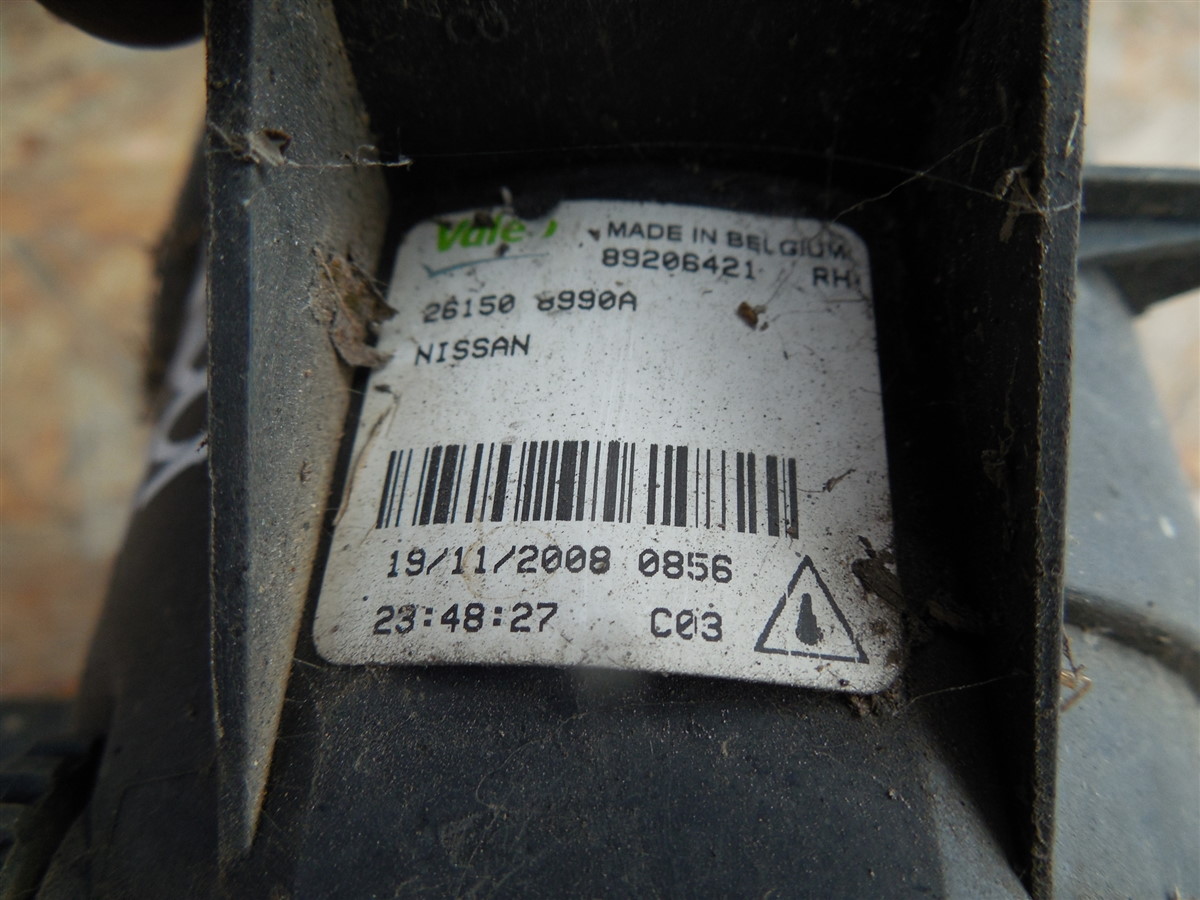 Valeo
MADE IN BELGIUM
89206421 RH
26150 8990A
NISSAN
19/11/2008 0856
23:48:27 C03